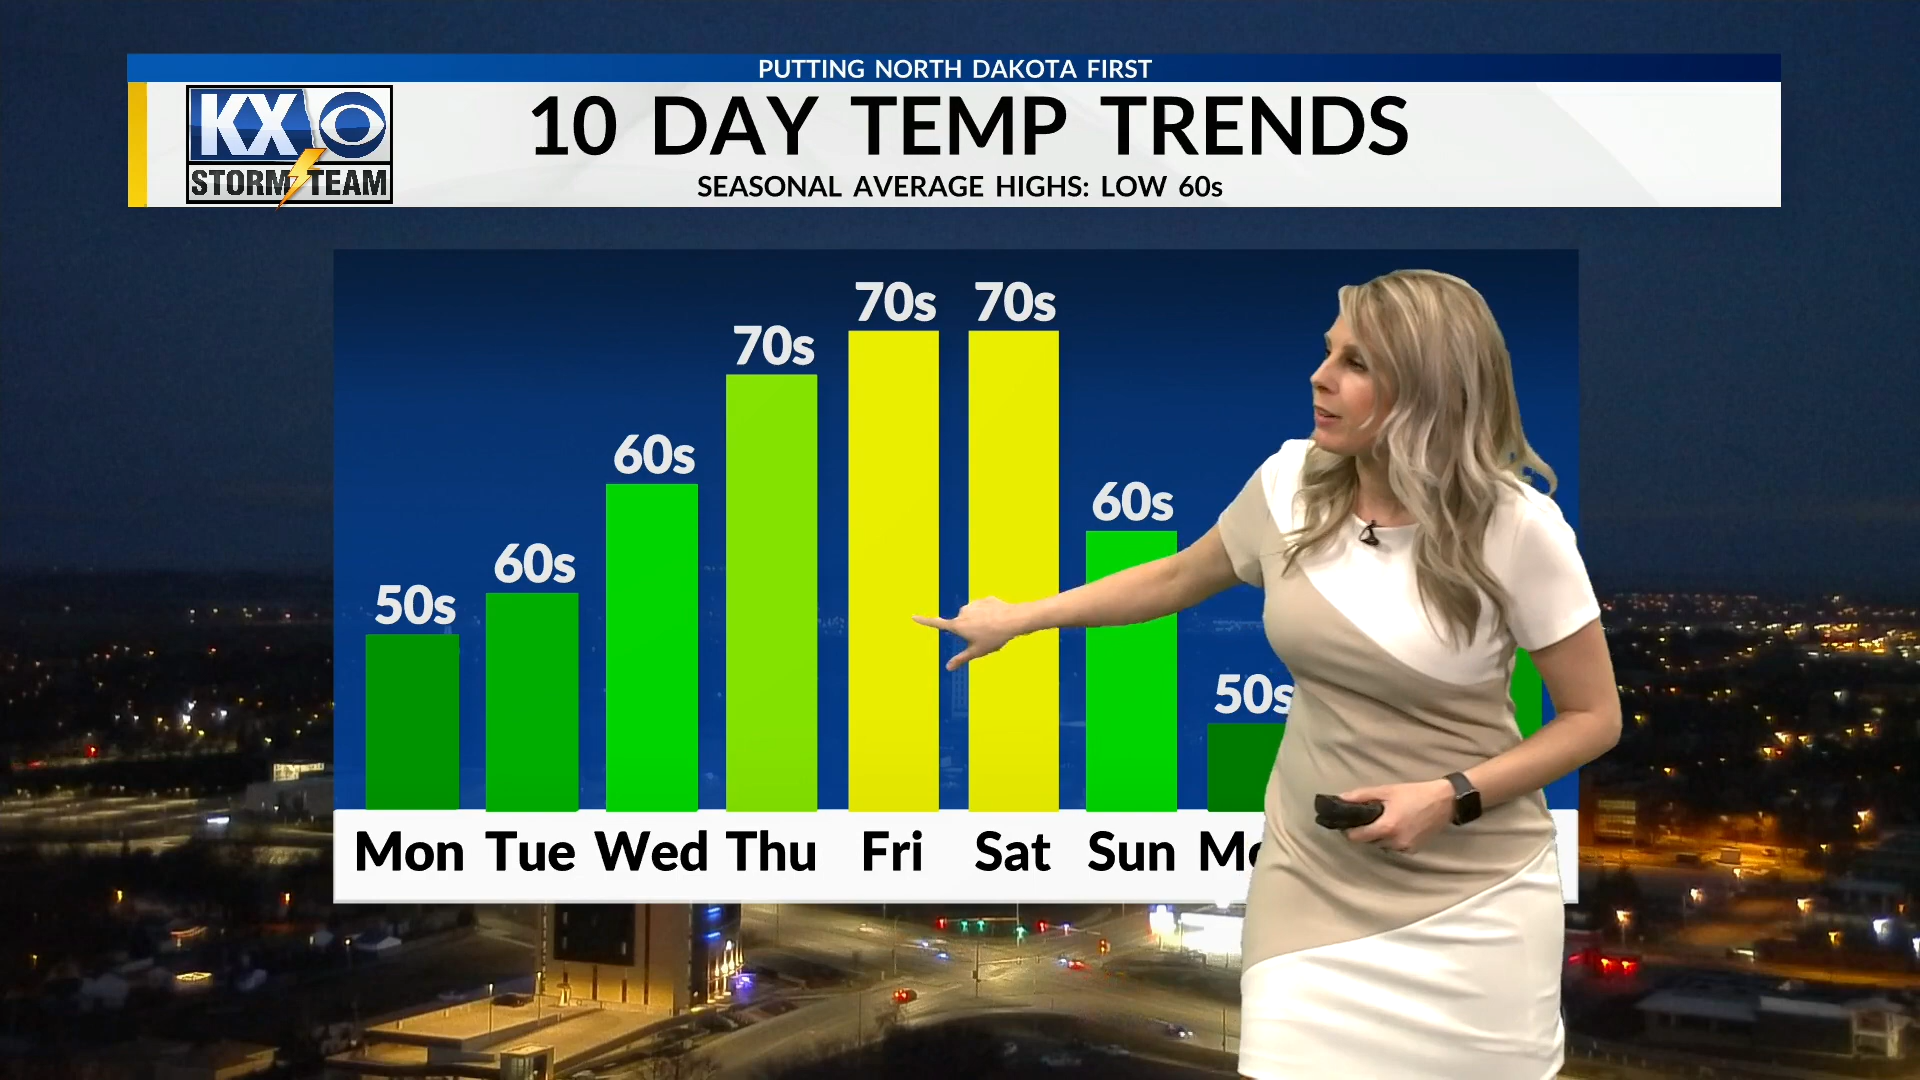 PUTTING NORTH DAKOTA FIRST
KX
STORM TEAM
10 DAY TEMP TRENDS
SEASONAL AVERAGE HIGHS: LOW 60s
50s 60s 60s 70s 70s 70s 60s 50s
Mon Tue Wed Thu Fri Sat Sun